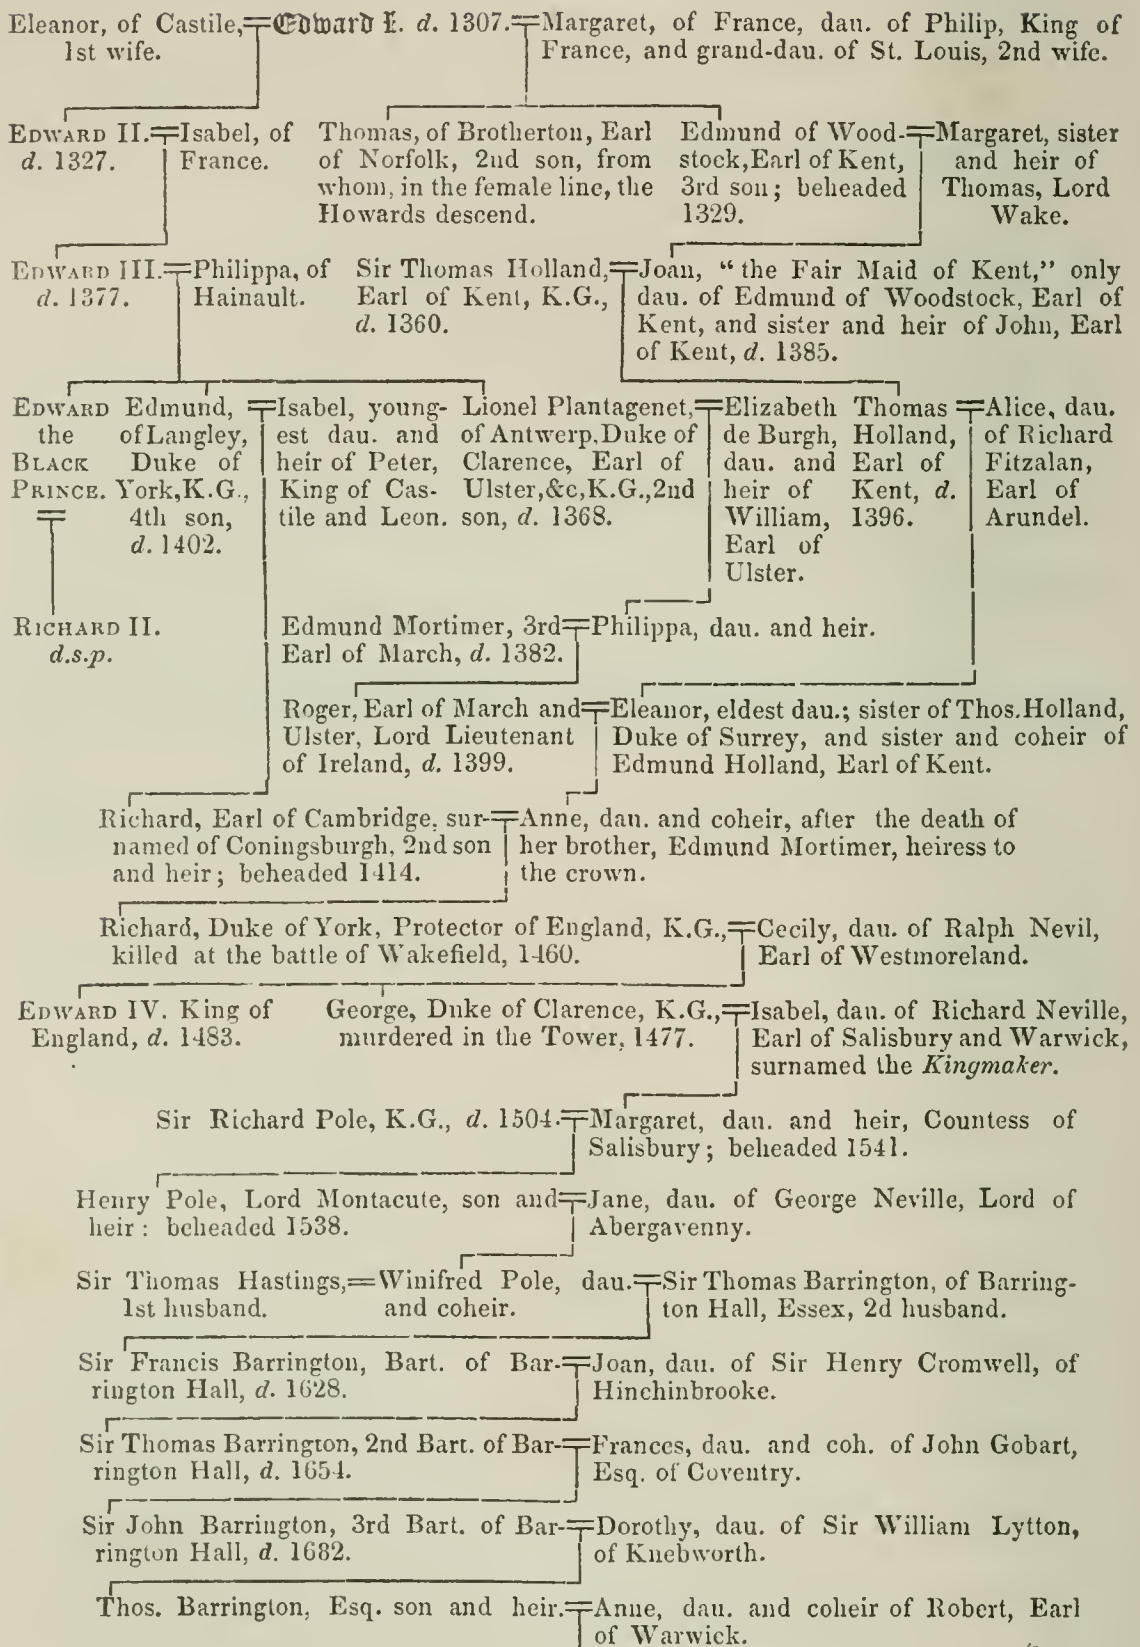 Eleanor, of Castile, Edward I. d. 1307. Margaret, of France, dau. of Philip, King of
1st wife. France, and grand-dau. of St. Louis, 2nd wife.
EDWARD II. d. 1327.
Isabel, of France.
Thomas, of Brotherton, Earl
of Norfolk, 2nd son, from
whom, in the female line, the
Howards descend.
Edmund of Wood-
stock, Earl of Kent,
3rd son; beheaded
1329.
Margaret, sister
and heir of
Thomas, Lord
Wake.
EDWARD III.
d. 1377.
Philippa, of
Hainault.
Sir Thomas Holland,
Earl of Kent, K.G.,
d. 1360.
Joan, "the Fair Maid of Kent," only
dau. of Edmund of Woodstock, Earl of
Kent, and sister and heir of John, Earl
of Kent, d. 1385.
EDWARD
the
BLACK
PRINCE.
Edmund,
of Langley,
Duke of
York, K.G.,
4th son,
d. 1402.
Isabel, young-
est dau. and
heir of Peter,
King of Cas-
tile and Leon.
Lionel Plantagenet,
of Antwerp, Duke of
Clarence, Earl of
Ulster, &c, K.G., 2nd
son, d. 1368.
Elizabeth
de Burgh,
dau. and
heir of
William,
Earl of
Ulster.
Thomas
Holland,
Earl of
Kent, d.
1396.
Alice, dau.
of Richard
Fitzalan,
Earl of
Arundel.
RICHARD II.
d.s.p.
Edmund Mortimer, 3rd
Earl of March, d. 1382.
Philippa, dau. and heir.
Roger, Earl of March and
Ulster, Lord Lieutenant
of Ireland, d. 1399.
Eleanor, eldest dau.; sister of Thos. Holland,
Duke of Surrey, and sister and coheir of
Edmund Holland, Earl of Kent.
Richard, Earl of Cambridge, sur-
named of Coningsburgh, 2nd son
and heir; beheaded 1414.
Anne, dau. and coheir, after the death of
her brother, Edmund Mortimer, heiress to
the crown.
Richard, Duke of York, Protector of England, K.G.,
killed at the battle of Wakefield, 1460.
Cecily, dau. of Ralph Nevil,
Earl of Westmoreland.
EDWARD IV. King of
England, d. 1483.
George, Duke of Clarence, K.G.,
murdered in the Tower, 1477.
Isabel, dau. of Richard Neville,
Earl of Salisbury and Warwick,
surnamed the Kingmaker.
Sir Richard Pole, K.G., d. 1504.
Margaret, dau. and heir, Countess of
Salisbury; beheaded 1541.
Henry Pole, Lord Montacute, son and
heir: beheaded 1538.
Jane, dau. of George Neville, Lord of
Abergavenny.
Sir Thomas Hastings,
1st husband.
Winifred Pole, dau.
and coheir.
Sir Thomas Barrington, of Barring-
ton Hall, Essex, 2d husband.
Sir Francis Barrington, Bart. of Bar-
rington Hall, d. 1628.
Joan, dau. of Sir Henry Cromwell, of
Hinchinbrooke.
Sir Thomas Barrington, 2nd Bart. of Bar-
rington Hall, d. 1654.
Frances, dau. and coh. of John Gobart,
Esq. of Coventry.
Sir John Barrington, 3rd Bart. of Bar-
rington Hall, d. 1682.
Dorothy, dau. of Sir William Lytton,
of Knebworth.
Thos. Barrington, Esq. son and heir.
Anne, dau. and coheir of Robert, Earl
of Warwick.